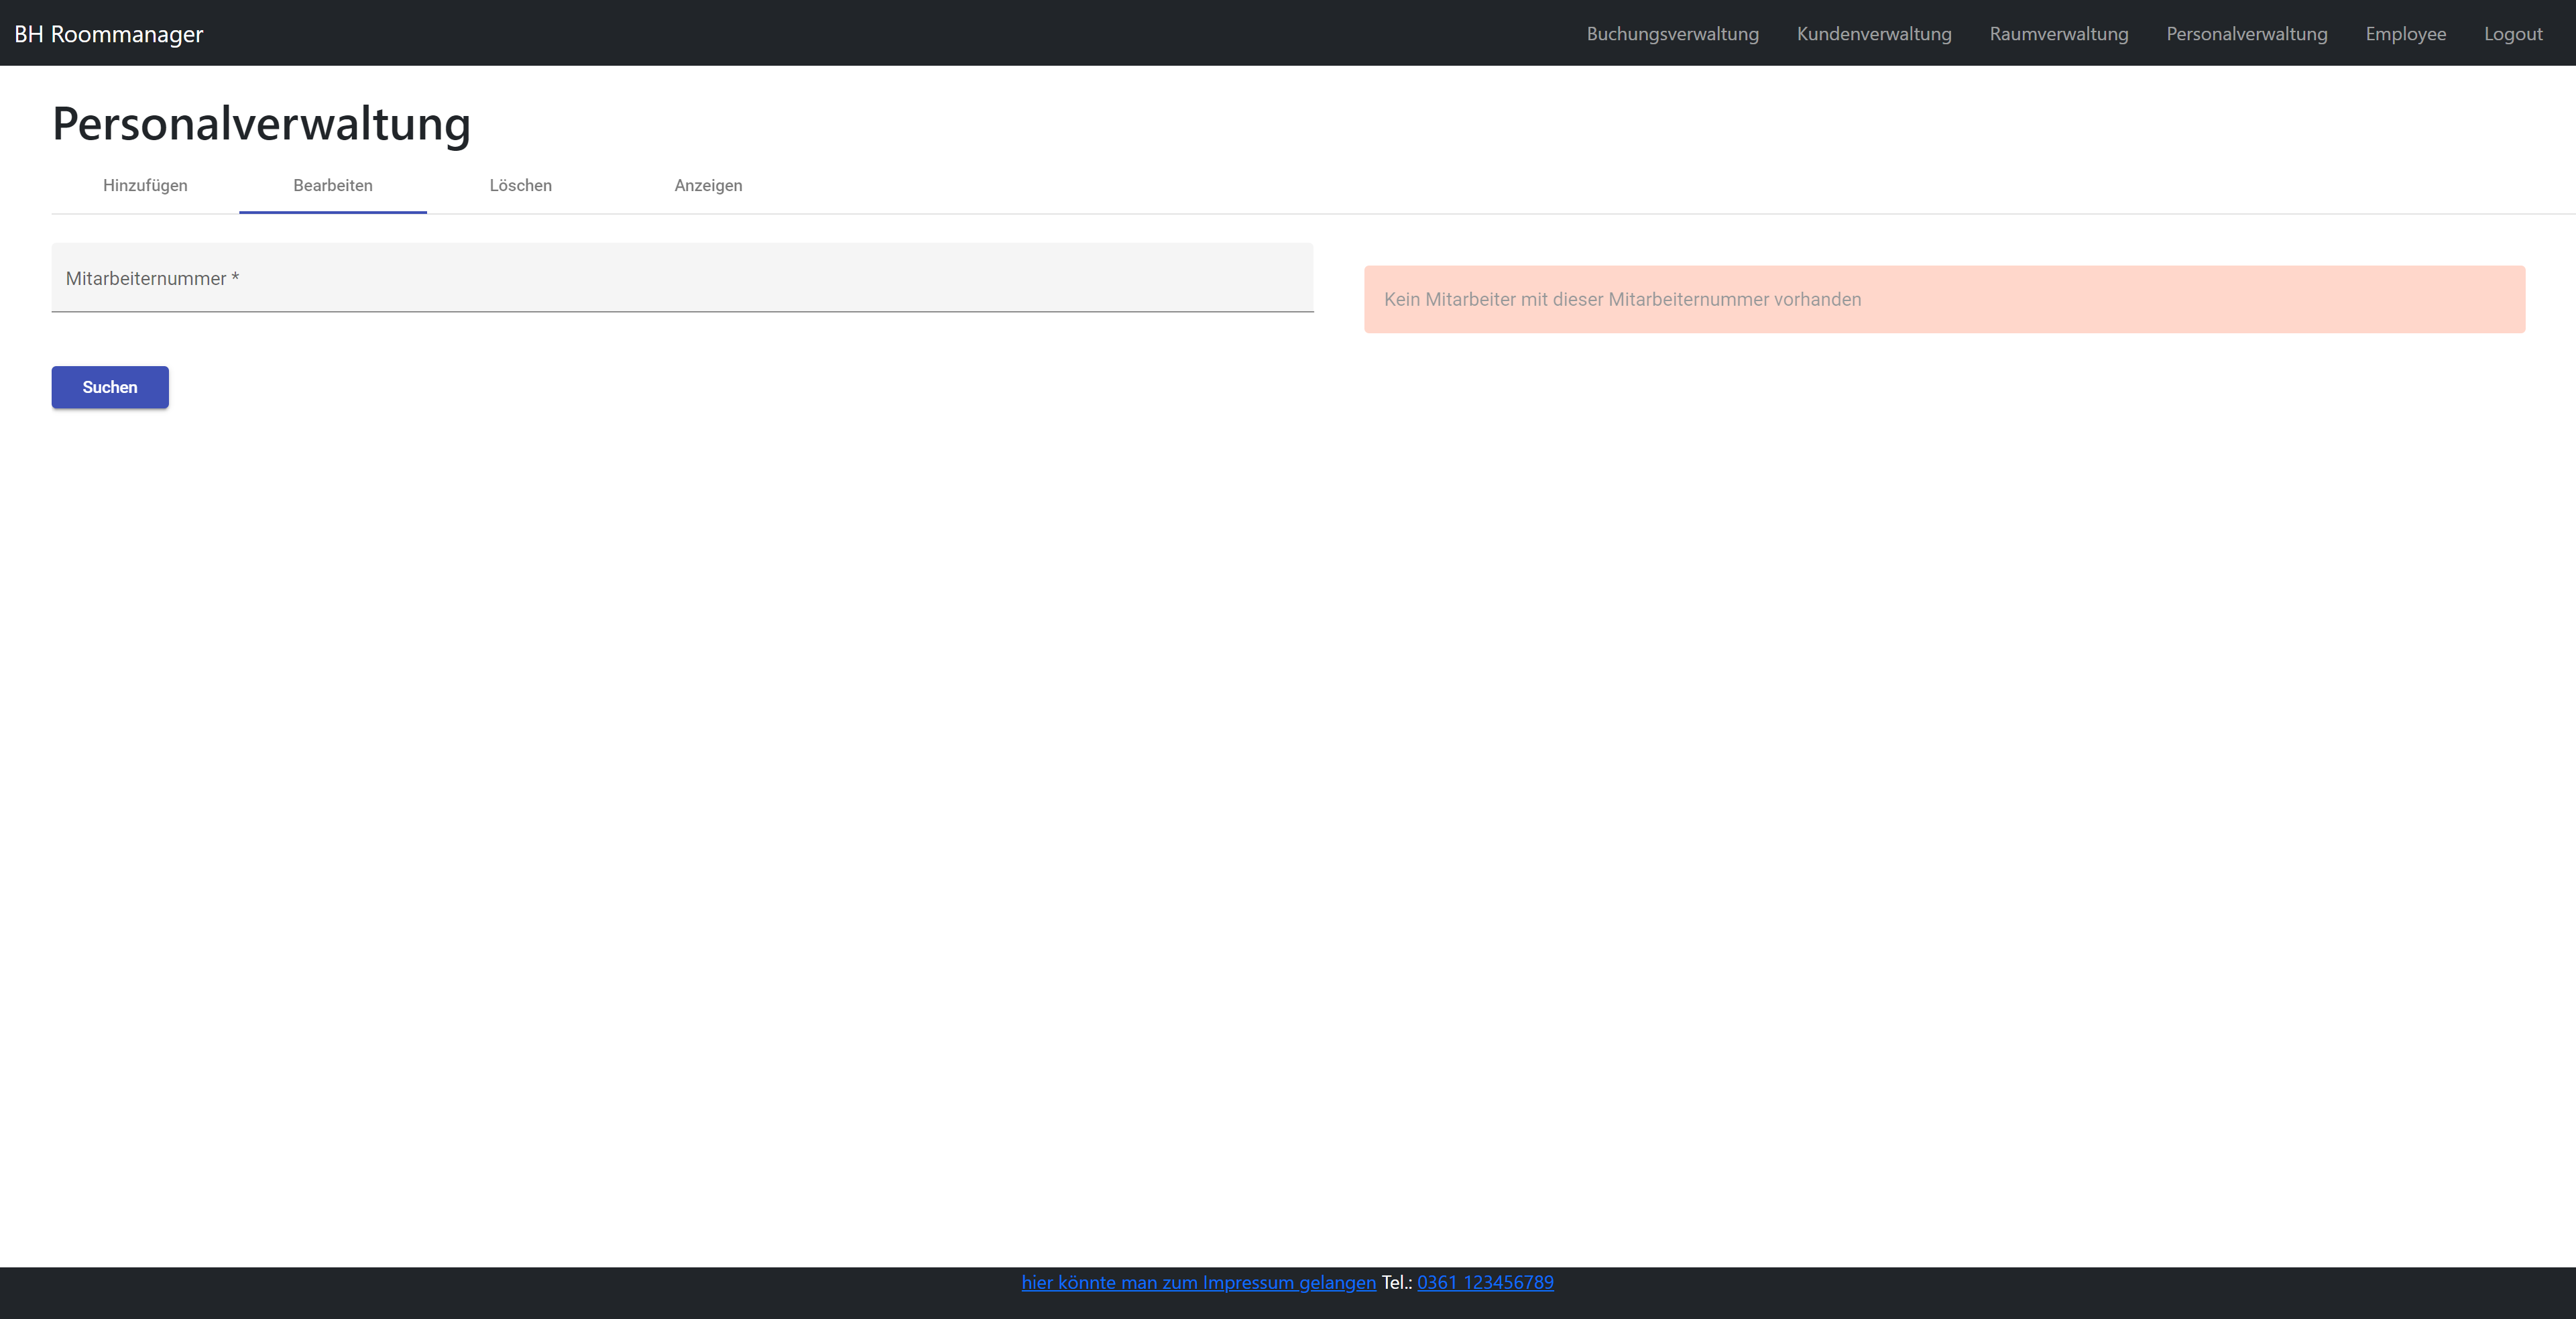 BH Roommanager
Buchungsverwaltung Kundenverwaltung Raumverwaltung Personalverwaltung Employee Logout
Personalverwaltung
Hinzufügen Bearbeiten Löschen Anzeigen
Mitarbeiternummer *
Kein Mitarbeiter mit dieser Mitarbeiternummer vorhanden
Suchen
hier könnte man zum Impressum gelangen Tel.: 0361 123456789